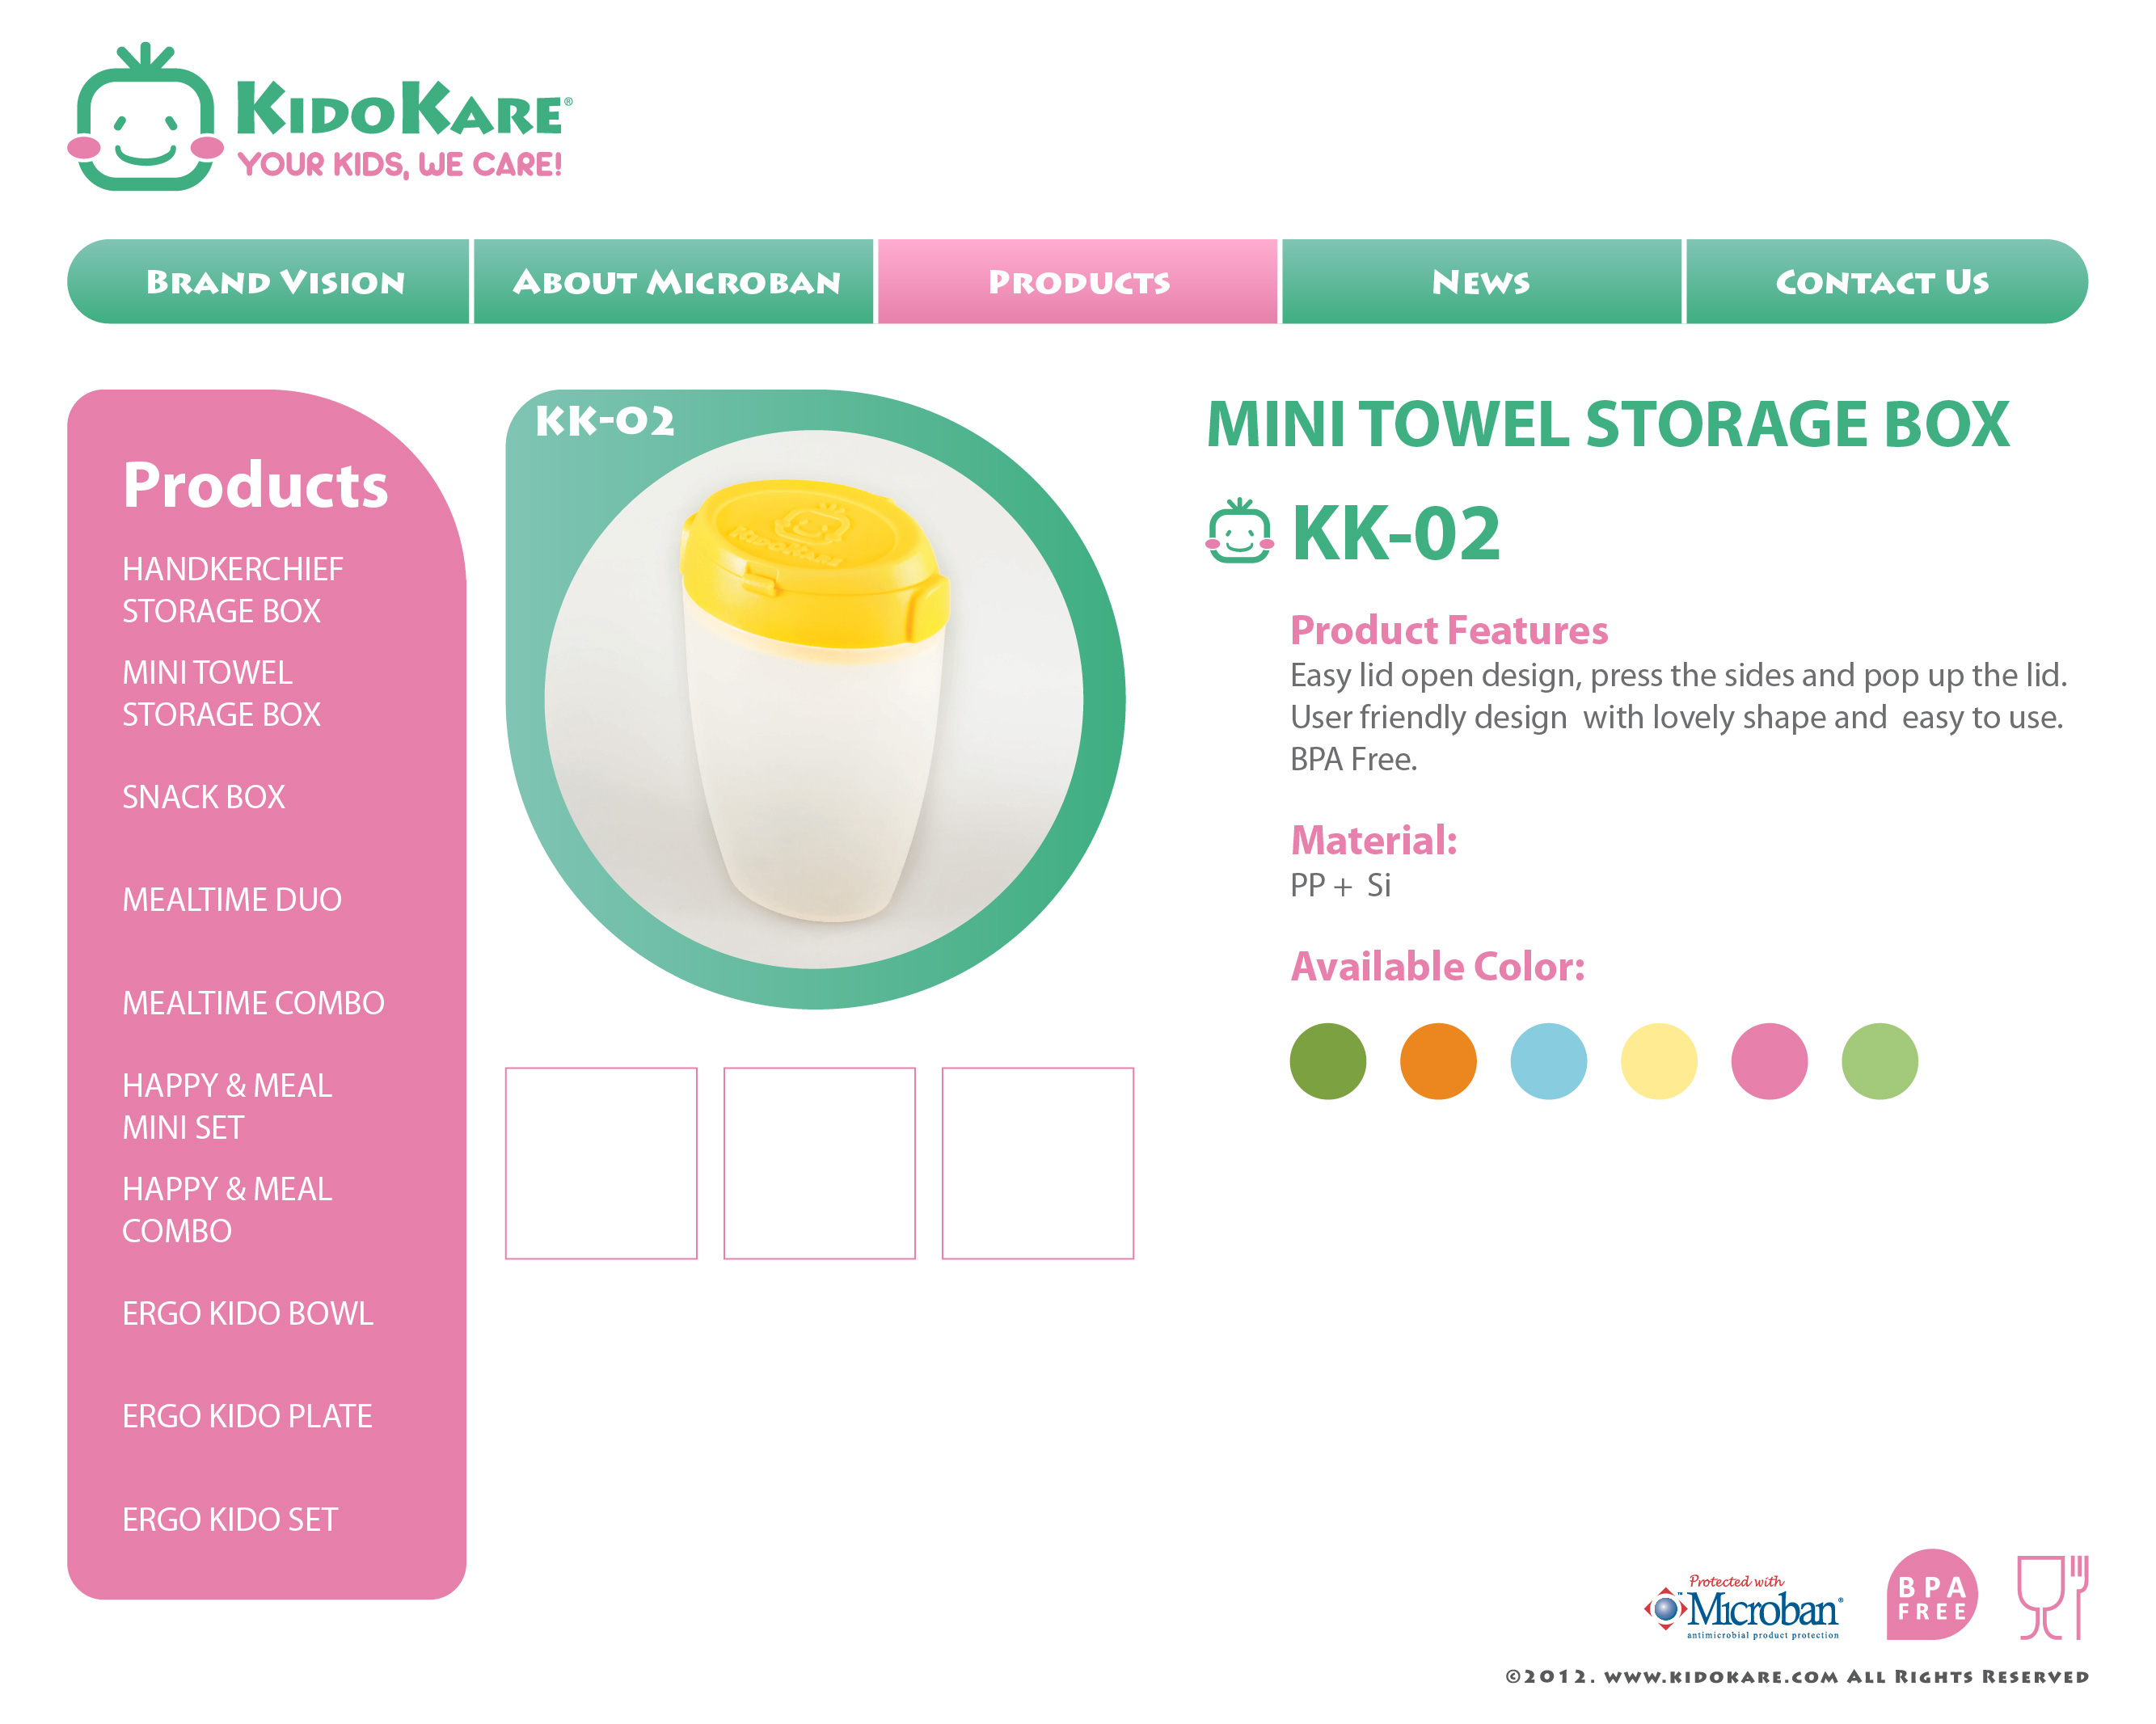 KIDOKARE®
YOUR KIDS, WE CARE!
BRAND VISION
ABOUT MICROBAN
PRODUCTS
NEWS
CONTACT US
Products
HANDKERCHIEF
STORAGE BOX
MINI TOWEL
STORAGE BOX
SNACK BOX
MEALTIME DUO
MEALTIME COMBO
HAPPY & MEAL
MINI SET
HAPPY & MEAL
COMBO
ERGO KIDO BOWL
ERGO KIDO PLATE
ERGO KIDO SET
KK-02
KIDOKARE
MINI TOWEL STORAGE BOX
KK-02
Product Features
Easy lid open design, press the sides and pop up the lid.
User friendly design  with lovely shape and  easy to use.
BPA Free.
Material:
PP +  Si
Available Color:
Protected with
™Microban®
antimicrobial product protection
BPA
FREE
©2012. WWW.KIDOKARE.COM ALL RIGHTS RESERVED